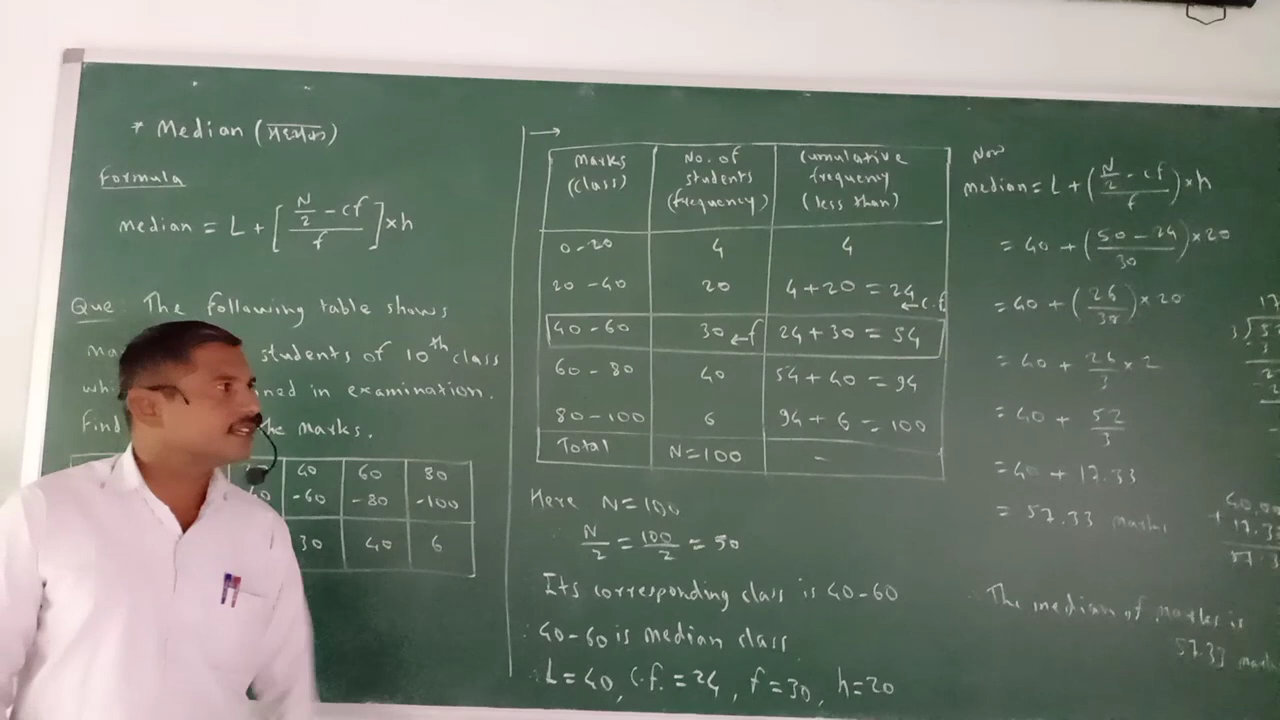 * Median (मध्यक)
Formula
median = L + [(N/2 - cf)/f] × h
Que: The following table shows
students of 10th class
in examination.
Find the marks.
40 60 80
-60 -80 -100
30 40 6
Marks (class) No. of students (frequency) Cumulative frequency (less than)
0-20 4 4
20-40 20 4+20=24 ← c.f
40-60 30 ← f 24+30=54
60-80 40 54+40=94
80-100 6 94+6=100
Total N=100 -
Here N=100
N/2 = 100/2 = 50
Its corresponding class is 40-60
40-60 is median class
L=40, c.f.=24, f=30, h=20
Now
median = L + ((N/2 - cf)/f) × h
= 40 + ((50-24)/30) × 20
= 40 + (26/30) × 20
= 40 + 26/3 × 2
= 40 + 52/3
= 40 + 17.33
= 57.33 marks
The median of marks is
57.33